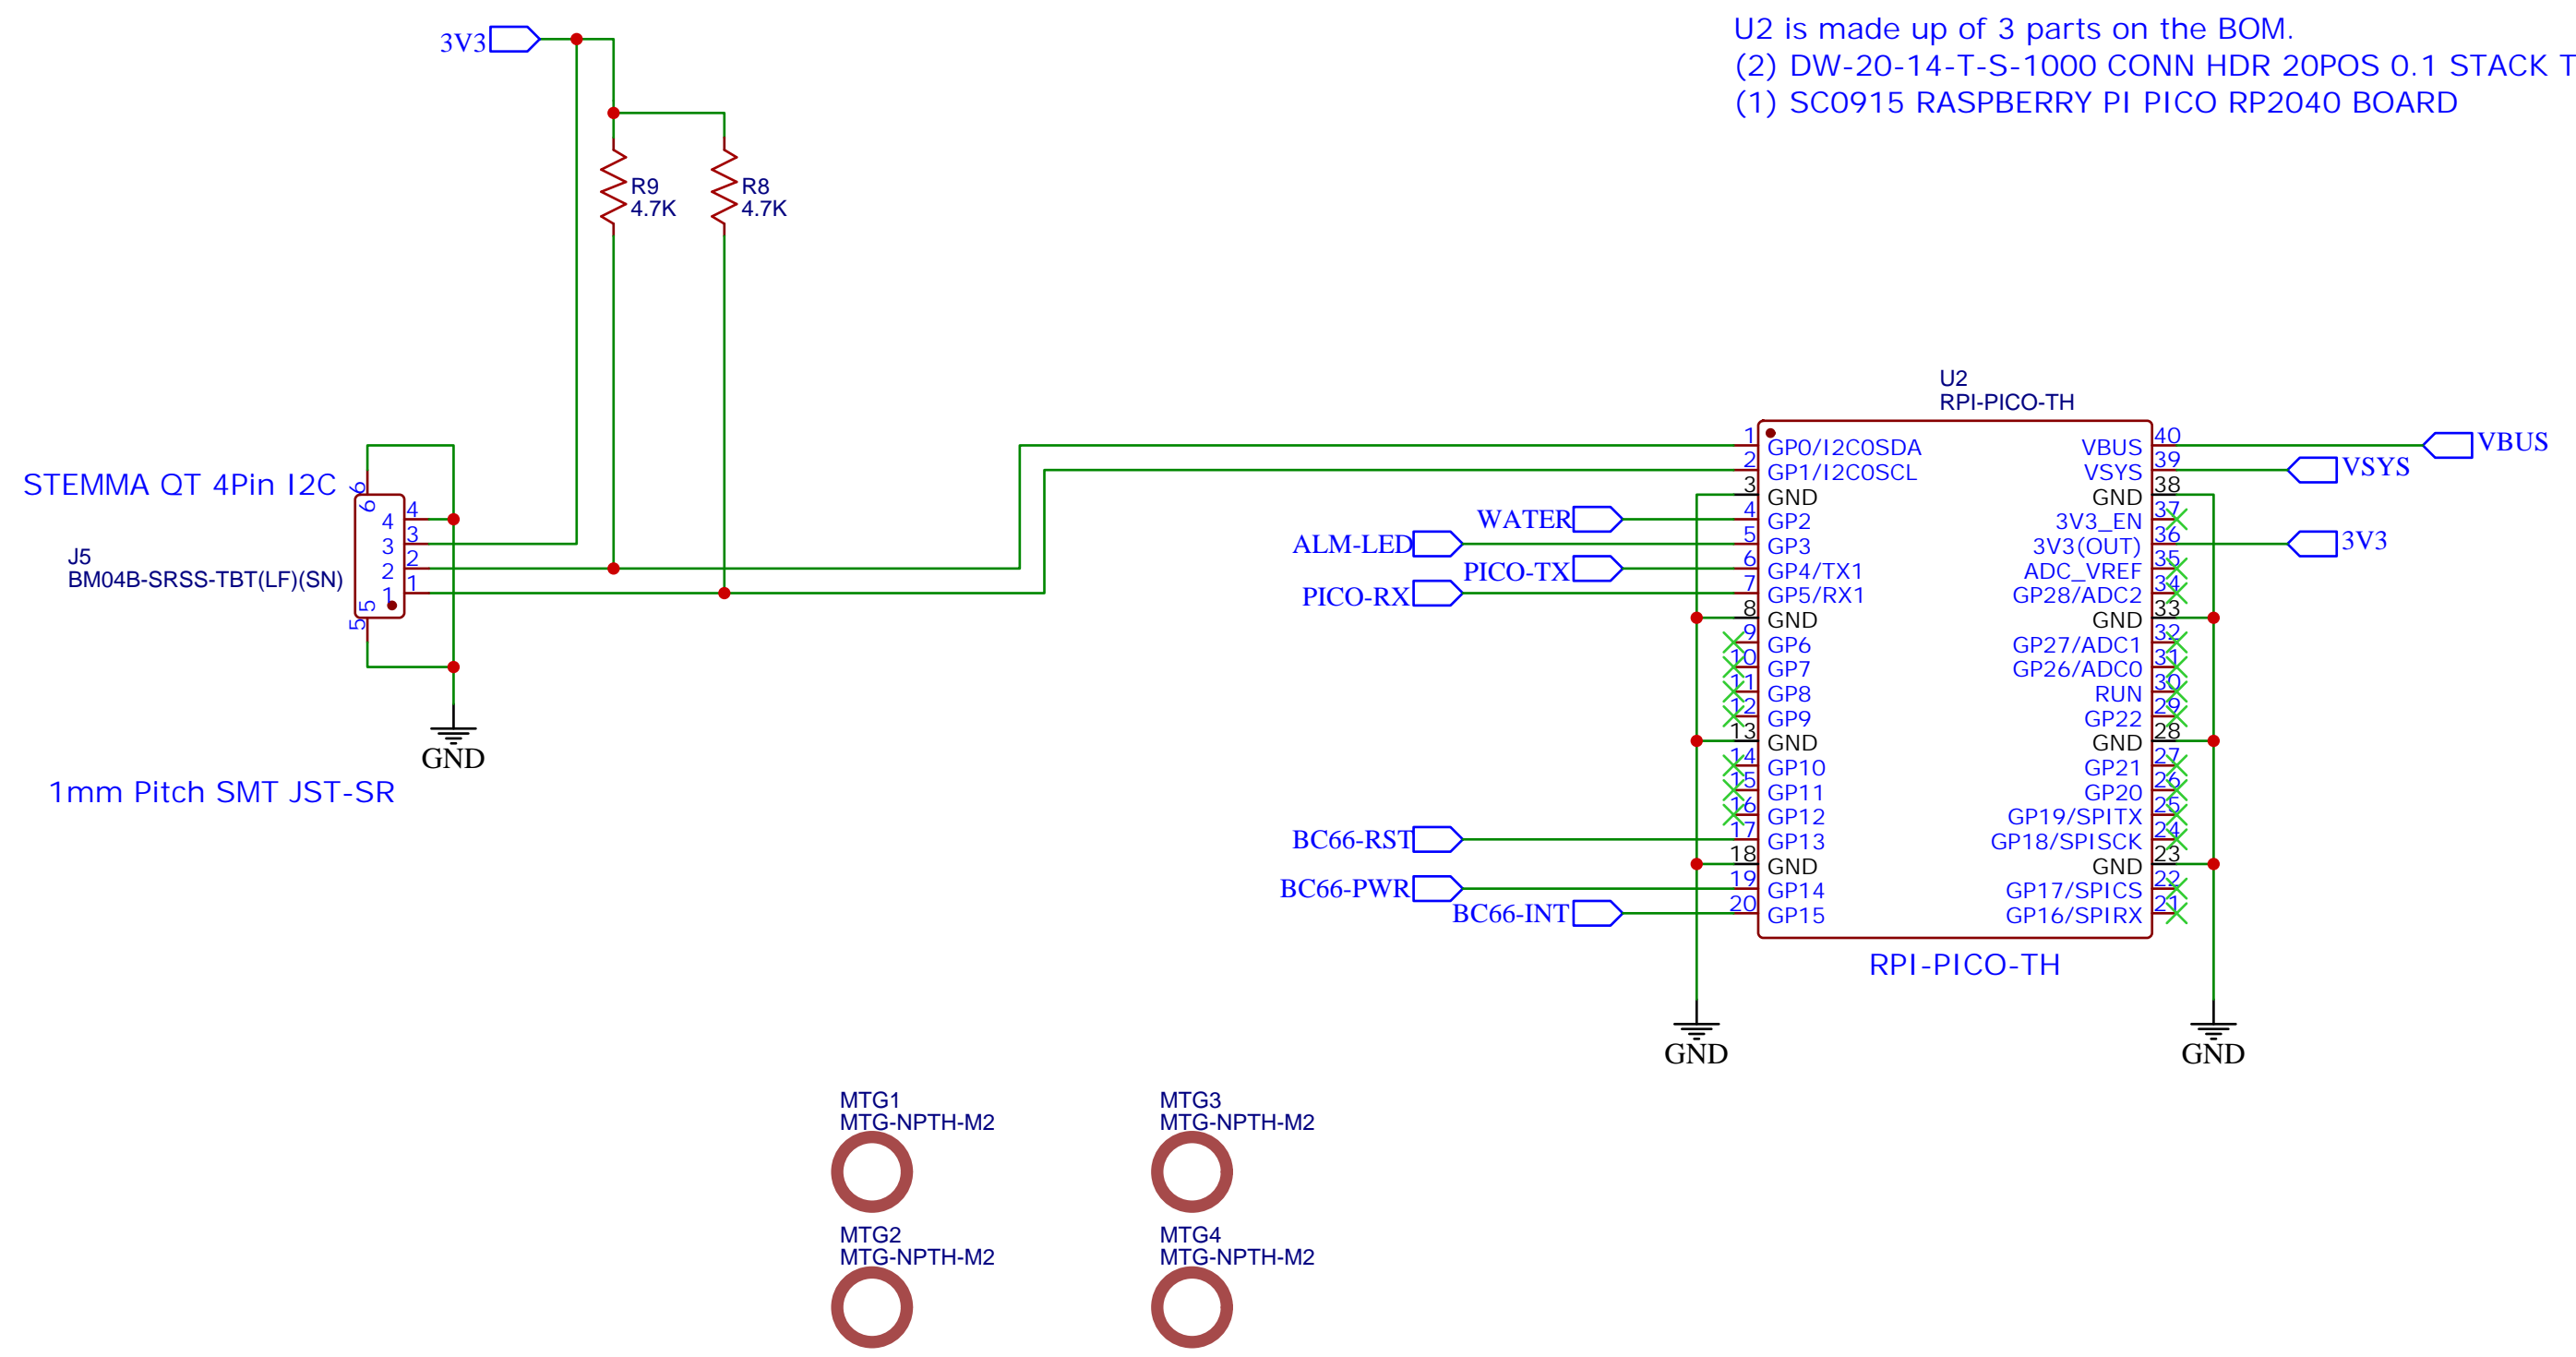 U2 is made up of 3 parts on the BOM.
(2) DW-20-14-T-S-1000 CONN HDR 20POS 0.1 STACK T
(1) SC0915 RASPBERRY PI PICO RP2040 BOARD
3V3
R9
4.7K
R8
4.7K
STEMMA QT 4Pin I2C
J5
BM04B-SRSS-TBT(LF)(SN)
6
6
4
4
3
3
2
2
1
1
5
5
GND
1mm Pitch SMT JST-SR
U2
RPI-PICO-TH
1 GP0/I2C0SDA
2 GP1/I2C0SCL
3 GND
WATER 4 GP2
ALM-LED 5 GP3
PICO-TX 6 GP4/TX1
PICO-RX 7 GP5/RX1
8 GND
9 GP6
10 GP7
11 GP8
12 GP9
13 GND
14 GP10
15 GP11
16 GP12
BC66-RST 17 GP13
18 GND
BC66-PWR 19 GP14
BC66-INT 20 GP15
VBUS 40 VBUS
VSYS 39 VSYS
GND 38
3V3_EN 37
3V3(OUT) 36 3V3
ADC_VREF 35
GP28/ADC2 34
GND 33
GP27/ADC1 32
GP26/ADC0 31
RUN 30
GP22 29
GND 28
GP21 27
GP20 26
GP19/SPITX 25
GP18/SPISCK 24
GND 23
GP17/SPICS 22
GP16/SPIRX 21
RPI-PICO-TH
GND
GND
MTG1
MTG-NPTH-M2
MTG3
MTG-NPTH-M2
MTG2
MTG-NPTH-M2
MTG4
MTG-NPTH-M2